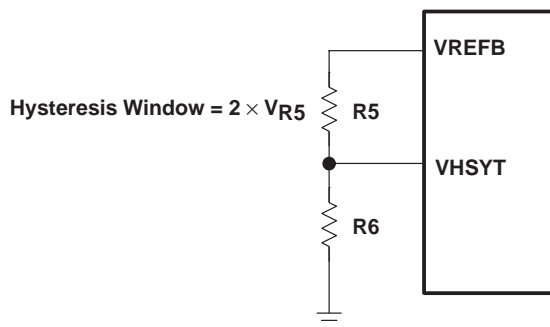 VREFB
Hysteresis Window = 2 × VR5
R5
VHSYT
R6